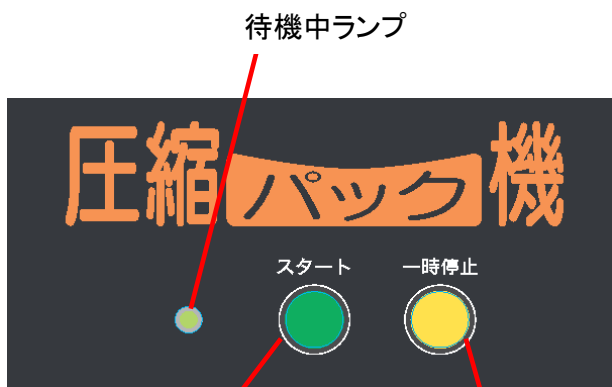 待機中ランプ
圧縮パック機
スタート
一時停止